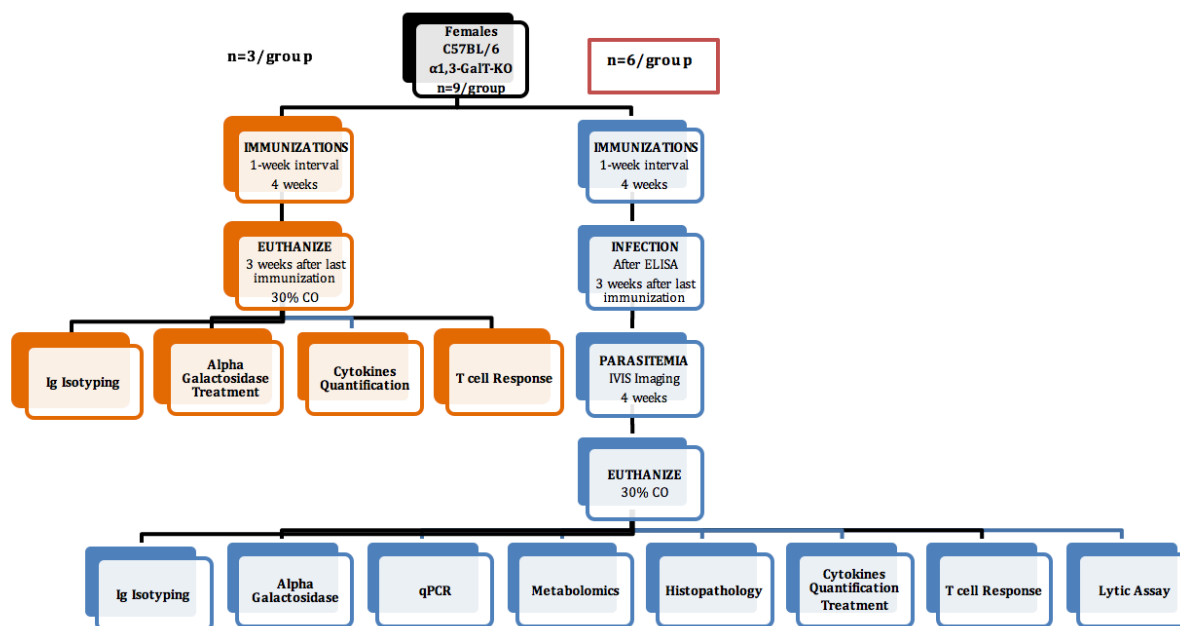 n=3/group
Females
C57BL/6
α1,3-GalT-KO
n=9/group
n=6/group
IMMUNIZATIONS
1-week interval
4 weeks
IMMUNIZATIONS
1-week interval
4 weeks
EUTHANIZE
3 weeks after last
immunization
30% CO
INFECTION
After ELISA
3 weeks after last
immunization
Ig Isotyping
Alpha
Galactosidase
Treatment
Cytokines
Quantification
T cell Response
PARASITEMIA
IVIS Imaging
4 weeks
EUTHANIZE
30% CO
Ig Isotyping
Alpha
Galactosidase
qPCR
Metabolomics
Histopathology
Cytokines
Quantification
Treatment
T cell Response
Lytic Assay